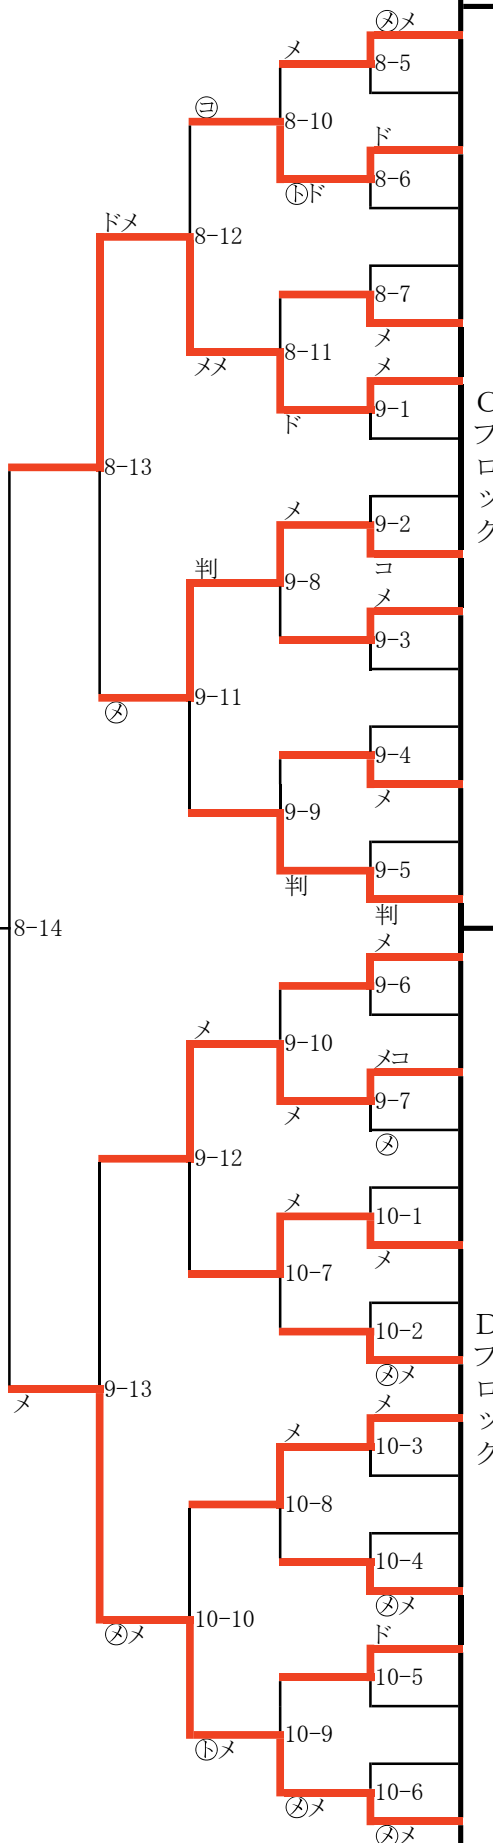 ㋱メ
8-5
メ
㋙
8-10
ド
8-6
㋣ド
ドメ
8-12
8-7
メ
8-11
メメ
メ
9-1
ド
Cブロック
8-13
メ
9-2
コ
判
9-8
メ
9-3
9-11
㋱
9-4
メ
9-9
判
9-5
判
8-14
メ
9-6
メ
9-10
メコ
9-7
メ
㋱
9-12
メ
10-1
メ
10-7
10-2
㋱メ
Dブロック
9-13
メ
メ
10-3
メ
10-8
10-4
㋱メ
10-10
㋱メ
ド
10-5
10-9
㋣メ
10-6
㋱メ
㋱メ